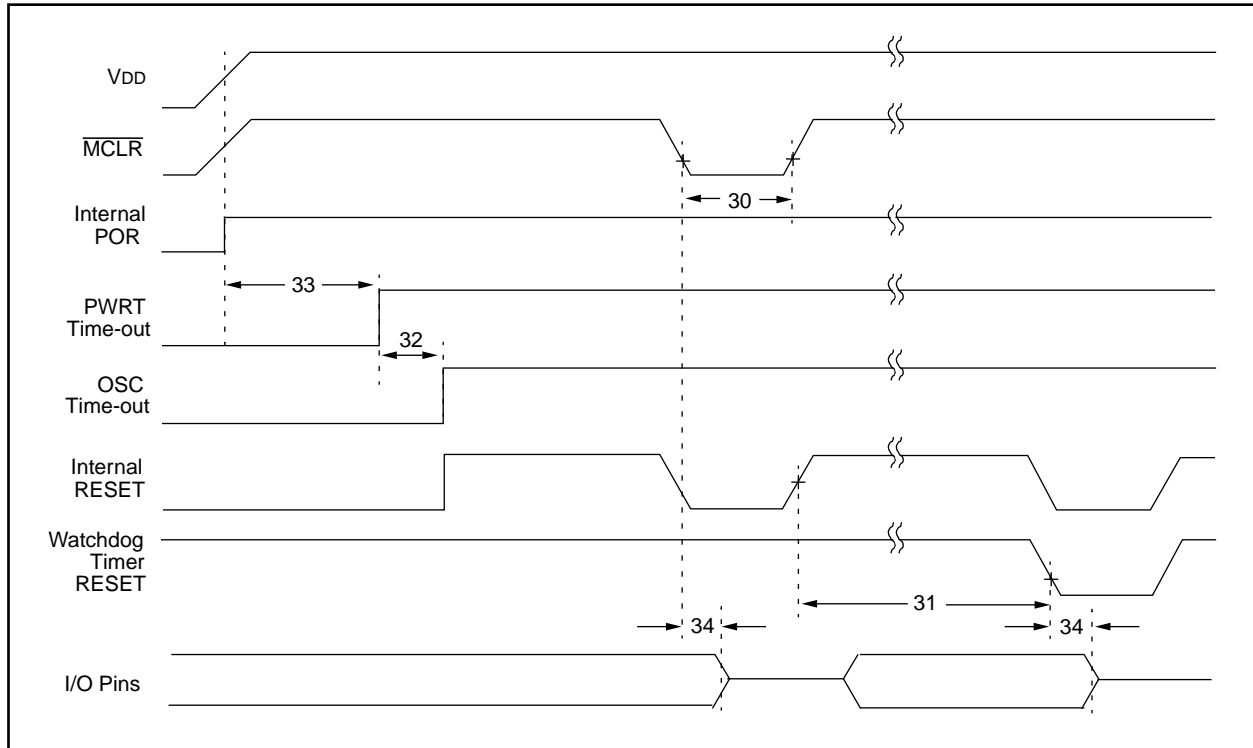 VDD
MCLR
30
Internal
POR
33
PWRT
Time-out
32
OSC
Time-out
Internal
RESET
Watchdog
Timer
RESET
31
34
34
I/O Pins